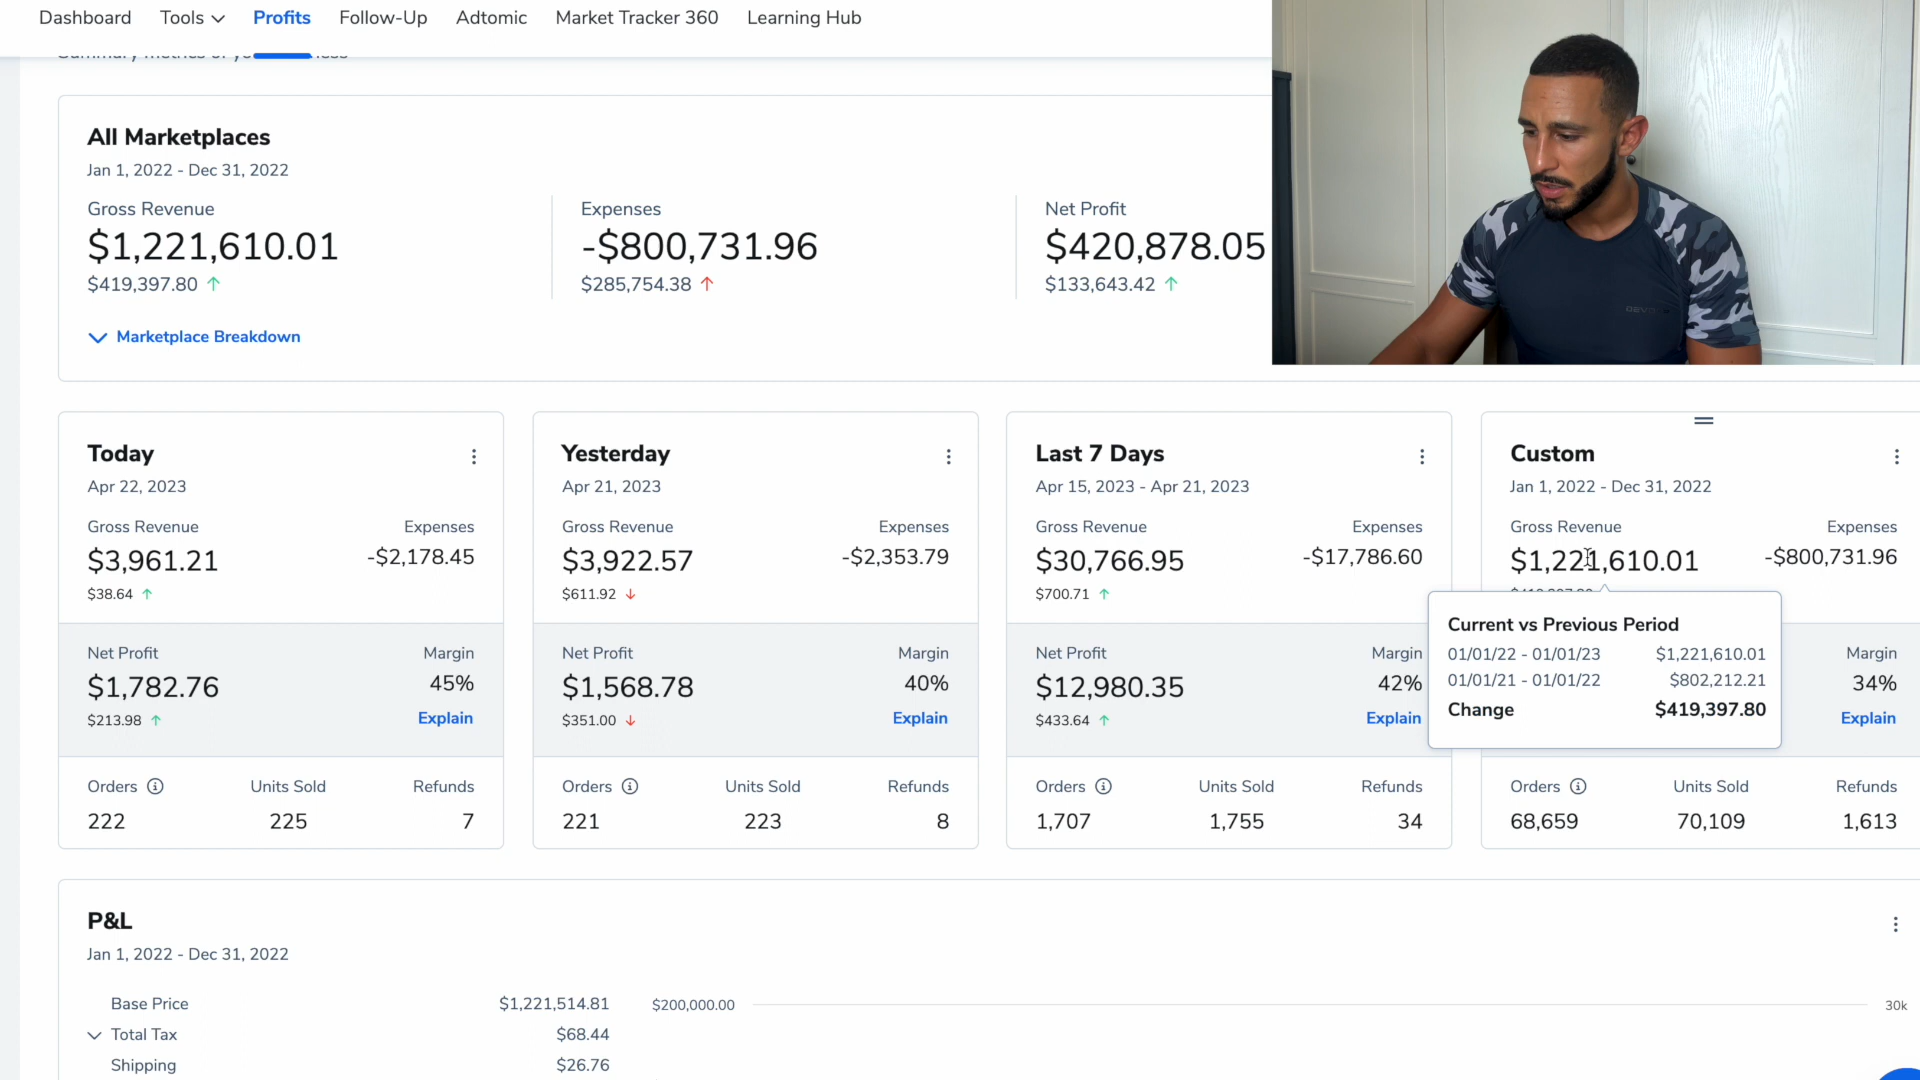 Dashboard Tools Profits Follow-Up Adtomic Market Tracker 360 Learning Hub
All Marketplaces
Jan 1, 2022 - Dec 31, 2022
Gross Revenue Expenses Net Profit
$1,221,610.01 -$800,731.96 $420,878.05
$419,397.80 $285,754.38 $133,643.42
Marketplace Breakdown
Today
Apr 22, 2023
Gross Revenue Expenses
$3,961.21 -$2,178.45
$38.64
Net Profit Margin
$1,782.76 45%
$213.98 Explain
Orders Units Sold Refunds
222 225 7
Yesterday
Apr 21, 2023
Gross Revenue Expenses
$3,922.57 -$2,353.79
$611.92
Net Profit Margin
$1,568.78 40%
$351.00 Explain
Orders Units Sold Refunds
221 223 8
Last 7 Days
Apr 15, 2023 - Apr 21, 2023
Gross Revenue Expenses
$30,766.95 -$17,786.60
$700.71
Net Profit Margin
$12,980.35 42%
$433.64 Explain
Orders Units Sold Refunds
1,707 1,755 34
Custom
Jan 1, 2022 - Dec 31, 2022
Gross Revenue Expenses
$1,221,610.01 -$800,731.96
Current vs Previous Period
01/01/22 - 01/01/23 $1,221,610.01
01/01/21 - 01/01/22 $802,212.21
Change $419,397.80
Margin
34%
Explain
Orders Units Sold Refunds
68,659 70,109 1,613
P&L
Jan 1, 2022 - Dec 31, 2022
Base Price $1,221,514.81
Total Tax $68.44
Shipping $26.76
$200,000.00 30k